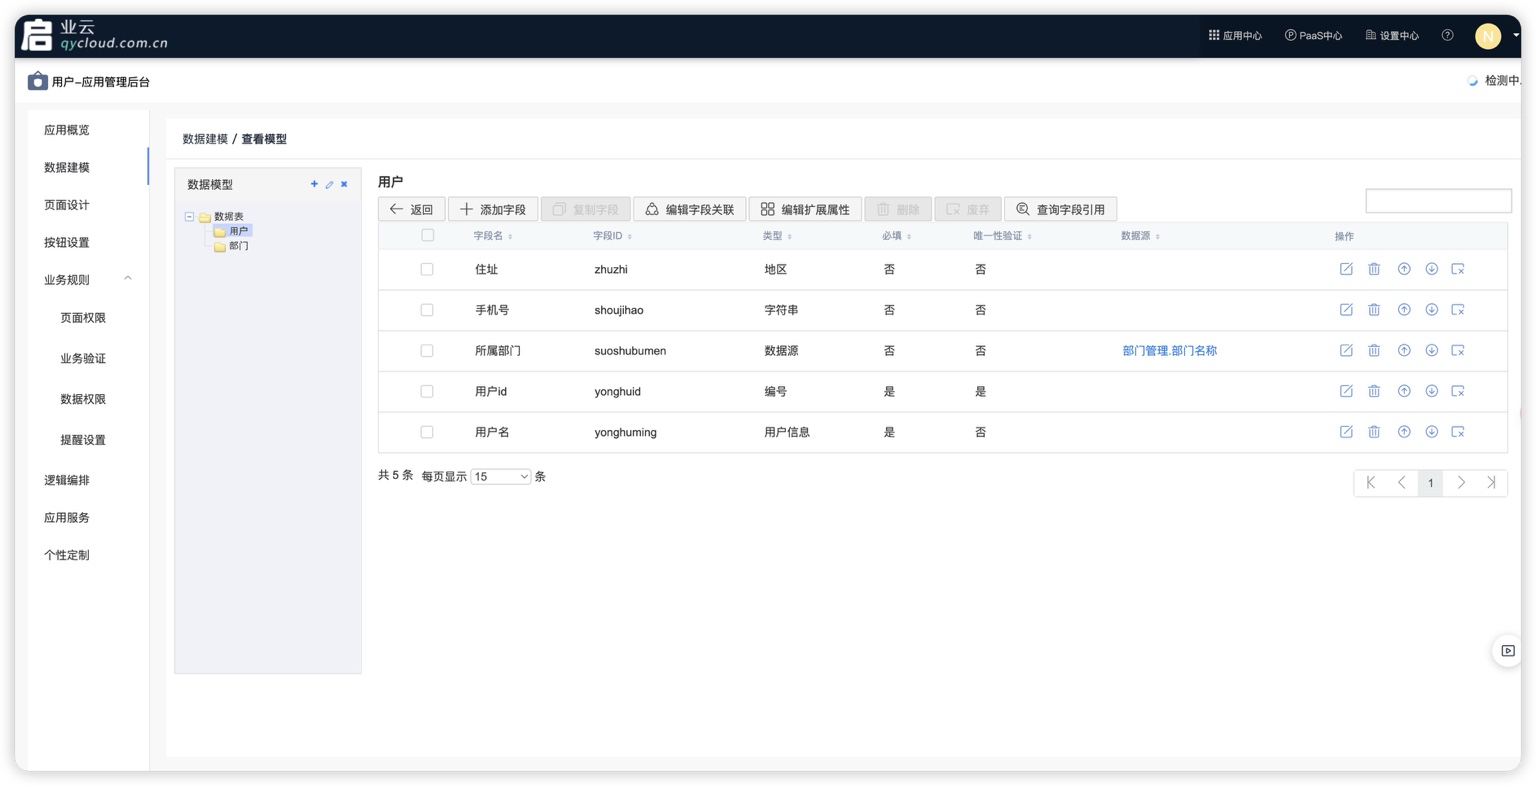 启 业云
qycloud.com.cn
应用中心 PaaS中心 设置中心 N
用户-应用管理后台
检测中.
应用概览
数据建模
页面设计
按钮设置
业务规则
页面权限
业务验证
数据权限
提醒设置
逻辑编排
应用服务
个性定制
数据建模 / 查看模型
数据模型
数据表
用户
部门
用户
返回 添加字段 复制字段 编辑字段关联 编辑扩展属性 删除 废弃 查询字段引用
字段名 字段ID 类型 必填 唯一性验证 数据源 操作
住址 zhuzhi 地区 否 否
手机号 shoujihao 字符串 否 否
所属部门 suoshubumen 数据源 否 否 部门管理.部门名称
用户id yonghuid 编号 是 是
用户名 yonghuming 用户信息 是 否
共 5 条 每页显示 15 条
1